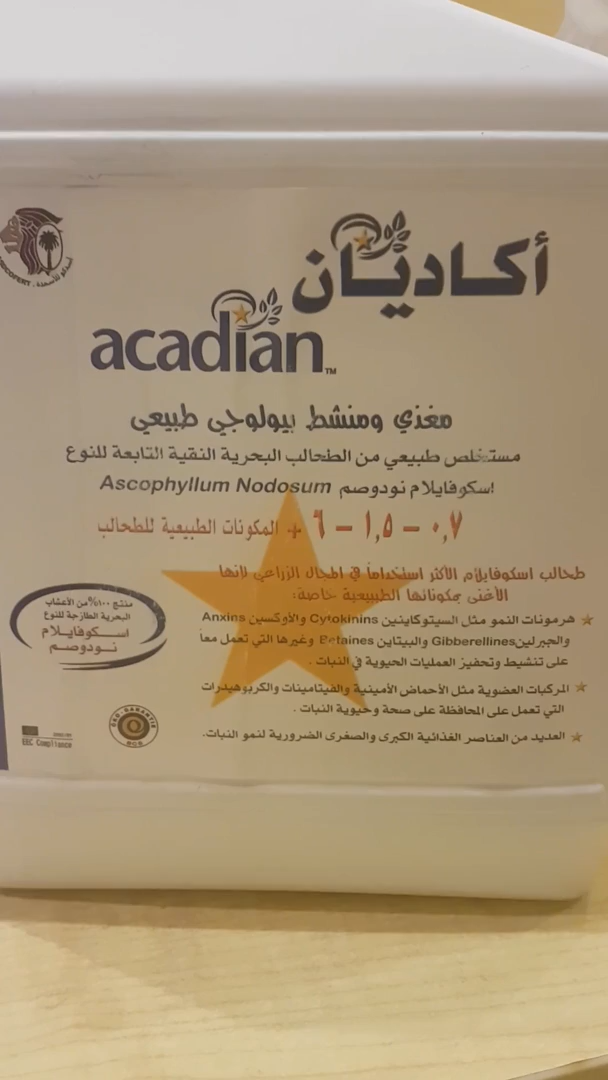 أكاديان
acadian™
مغذي ومنشط بيولوجي طبيعي
مستخلص طبيعي من الطحالب البحرية النقية التابعة للنوع
إسكوفايلام نودوصم Ascophyllum Nodosum
٠,٧ – ١,٥ – ٦ + المكونات الطبيعية للطحالب
طحالب اسكوفايلام الأكثر استخداماً في المجال الزراعي لانها
الأغنى بمكوناتها الطبيعية خاصة:
هرمونات النمو مثل السيتوكاينين Cytokinins والأوكسين Anxins
والجبرلين Gibberellines والبيتاين Betaines وغيرها التي تعمل معاً
على تنشيط وتحفيز العمليات الحيوية في النبات .
المركبات العضوية مثل الأحماض الأمينية والفيتامينات والكربوهيدرات
التي تعمل على المحافظة على صحة وحيوية النبات .
العديد من العناصر الغذائية الكبرى والصغرى الضرورية لنمو النبات.
منتج ١٠٠% من الأعشاب
البحرية الطازجة للنوع
اسكوفايلام
نودوصم
EEC Compliance
BCS